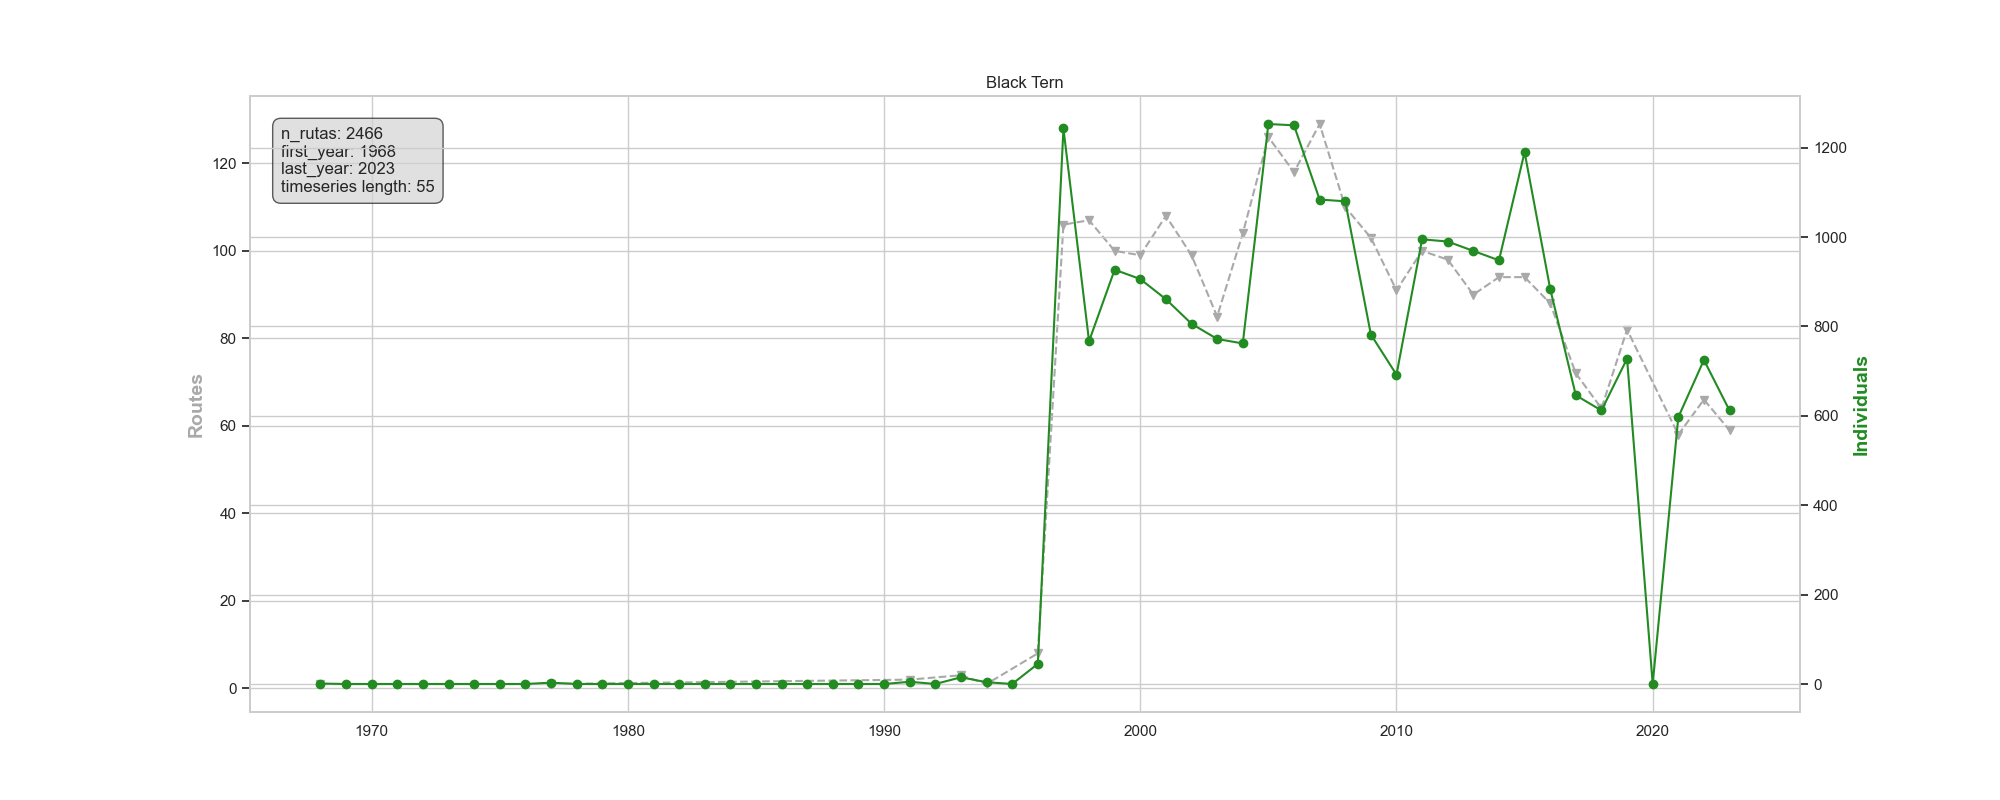 Black Tern
n_rutas: 2466
first_year: 1968
last_year: 2023
timeseries length: 55
Routes
120
100
80
60
40
20
0
1200
1000
800
600
400
200
0
Individuals
1970
1980
1990
2000
2010
2020